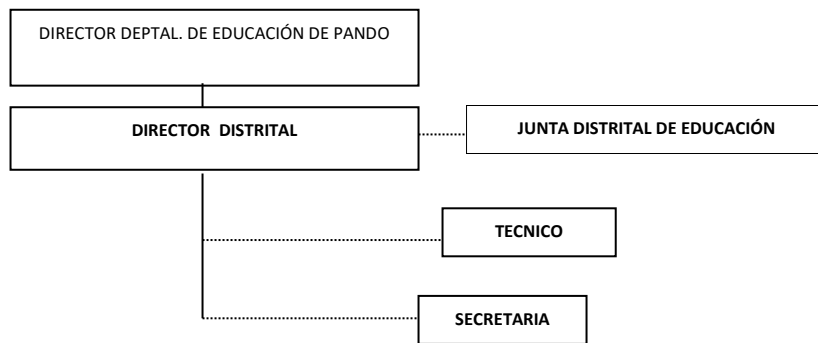 DIRECTOR DEPTAL. DE EDUCACIÓN DE PANDO
DIRECTOR DISTRITAL
JUNTA DISTRITAL DE EDUCACIÓN
TECNICO
SECRETARIA